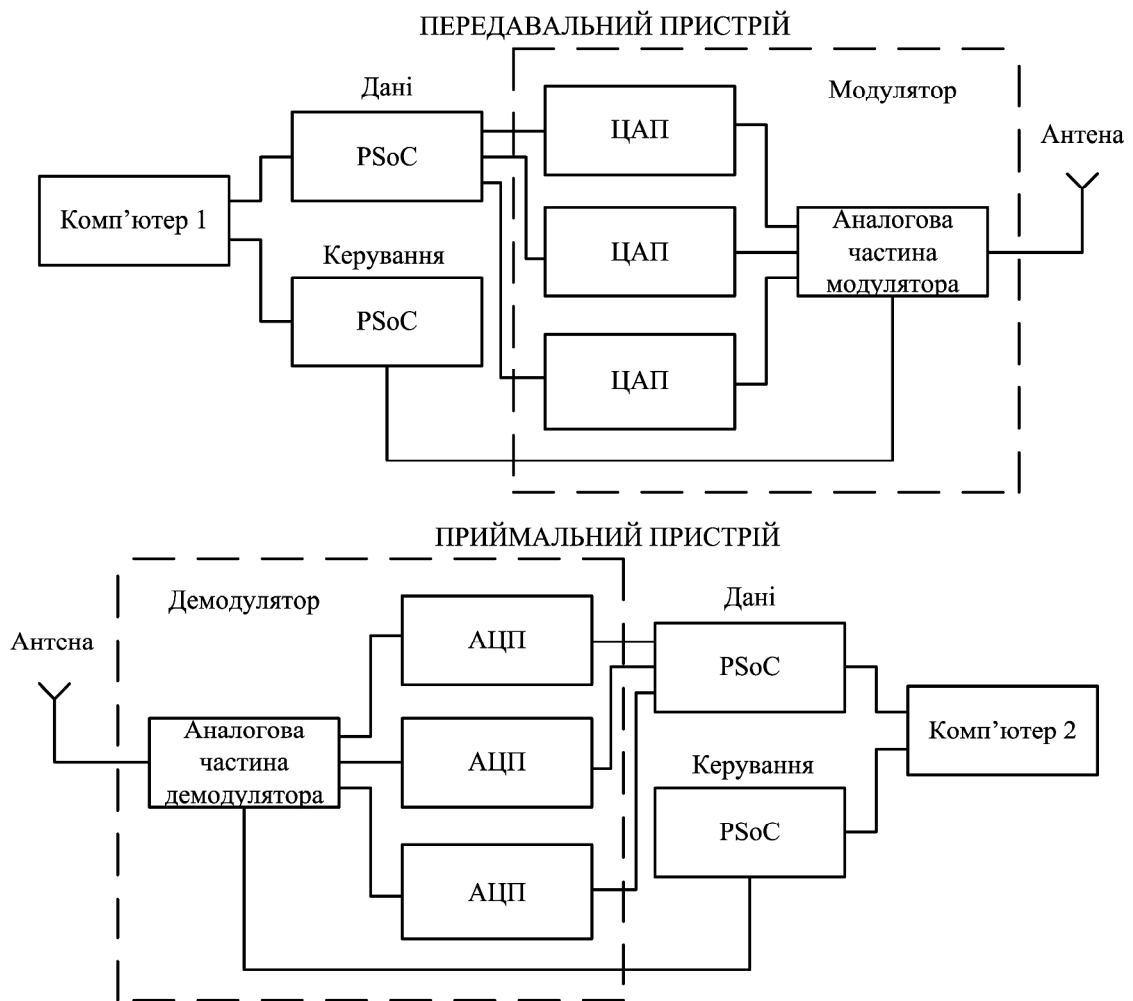 ПЕРЕДАВАЛЬНИЙ ПРИСТРІЙ
Дані
Модулятор
ЦАП
Антена
PSoC
Комп’ютер 1
ЦАП
Аналогова
частина
модулятора
Керування
PSoC
ЦАП
ПРИЙМАЛЬНИЙ ПРИСТРІЙ
Демодулятор
Дані
АЦП
Антена
PSoC
Аналогова
частина
демодулятора
АЦП
Комп’ютер 2
Керування
PSoC
АЦП